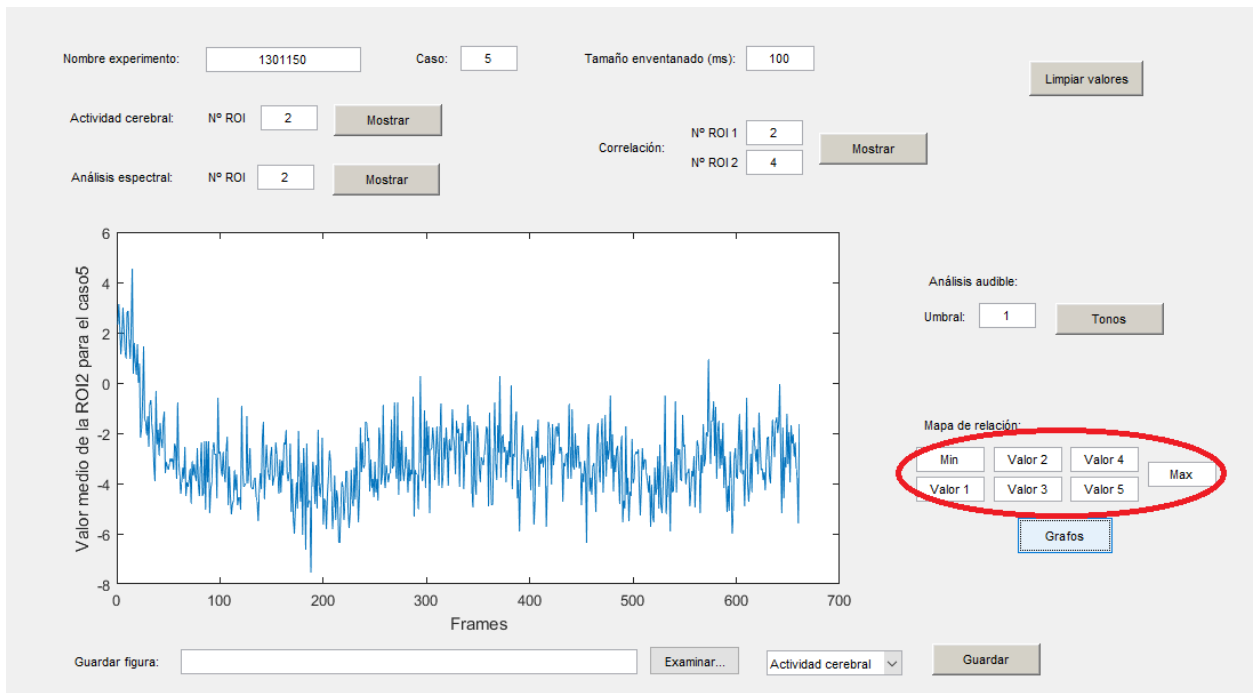 Nombre experimento: 1301150 Caso: 5 Tamaño enventanado (ms): 100
Limpiar valores
Actividad cerebral: Nº ROI 2 Mostrar
Correlación: Nº ROI 1 2 Mostrar
Nº ROI 2 4
Análisis espectral: Nº ROI 2 Mostrar
Valor medio de la ROI2 para el caso5
6
4
2
0
-2
-4
-6
-8
0 100 200 300 400 500 600 700
Frames
Análisis audible:
Umbral: 1 Tonos
Mapa de relación:
Min Valor 2 Valor 4 Max
Valor 1 Valor 3 Valor 5
Grafos
Guardar figura: Examinar... Actividad cerebral Guardar